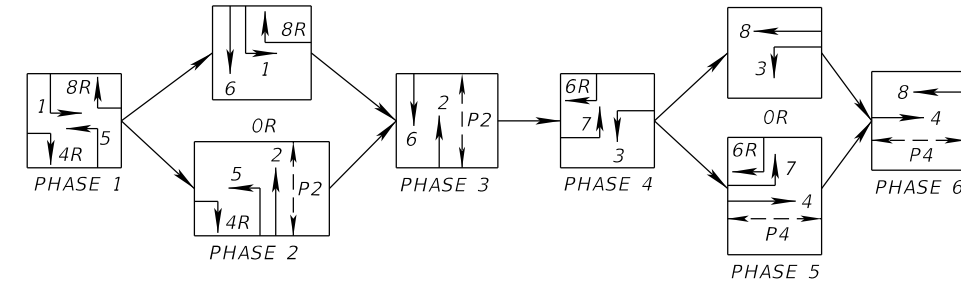 1
8R
5
4R
PHASE 1
8R
1
6
OR
5
2
P2
4R
PHASE 2
2
6
P2
PHASE 3
6R
7
3
PHASE 4
8
3
OR
6R
7
4
P4
PHASE 5
8
4
P4
PHASE 6